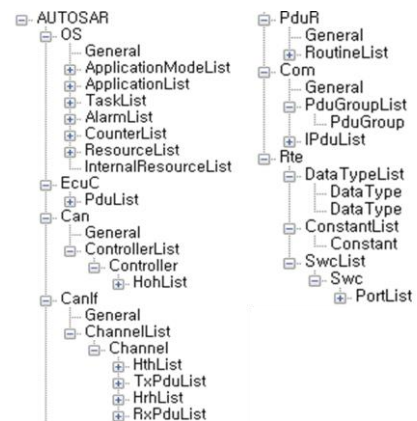 AUTOSAR
OS
General
ApplicationModeList
ApplicationList
TaskList
AlarmList
CounterList
ResourceList
InternalResourceList
EcuC
PduList
Can
General
ControllerList
Controller
HohList
CanIf
General
ChannelList
Channel
HthList
TxPduList
HrhList
RxPduList
PduR
General
RoutineList
Com
General
PduGroupList
PduGroup
IPduList
Rte
DataTypeList
DataType
DataType
ConstantList
Constant
SwcList
Swc
PortList